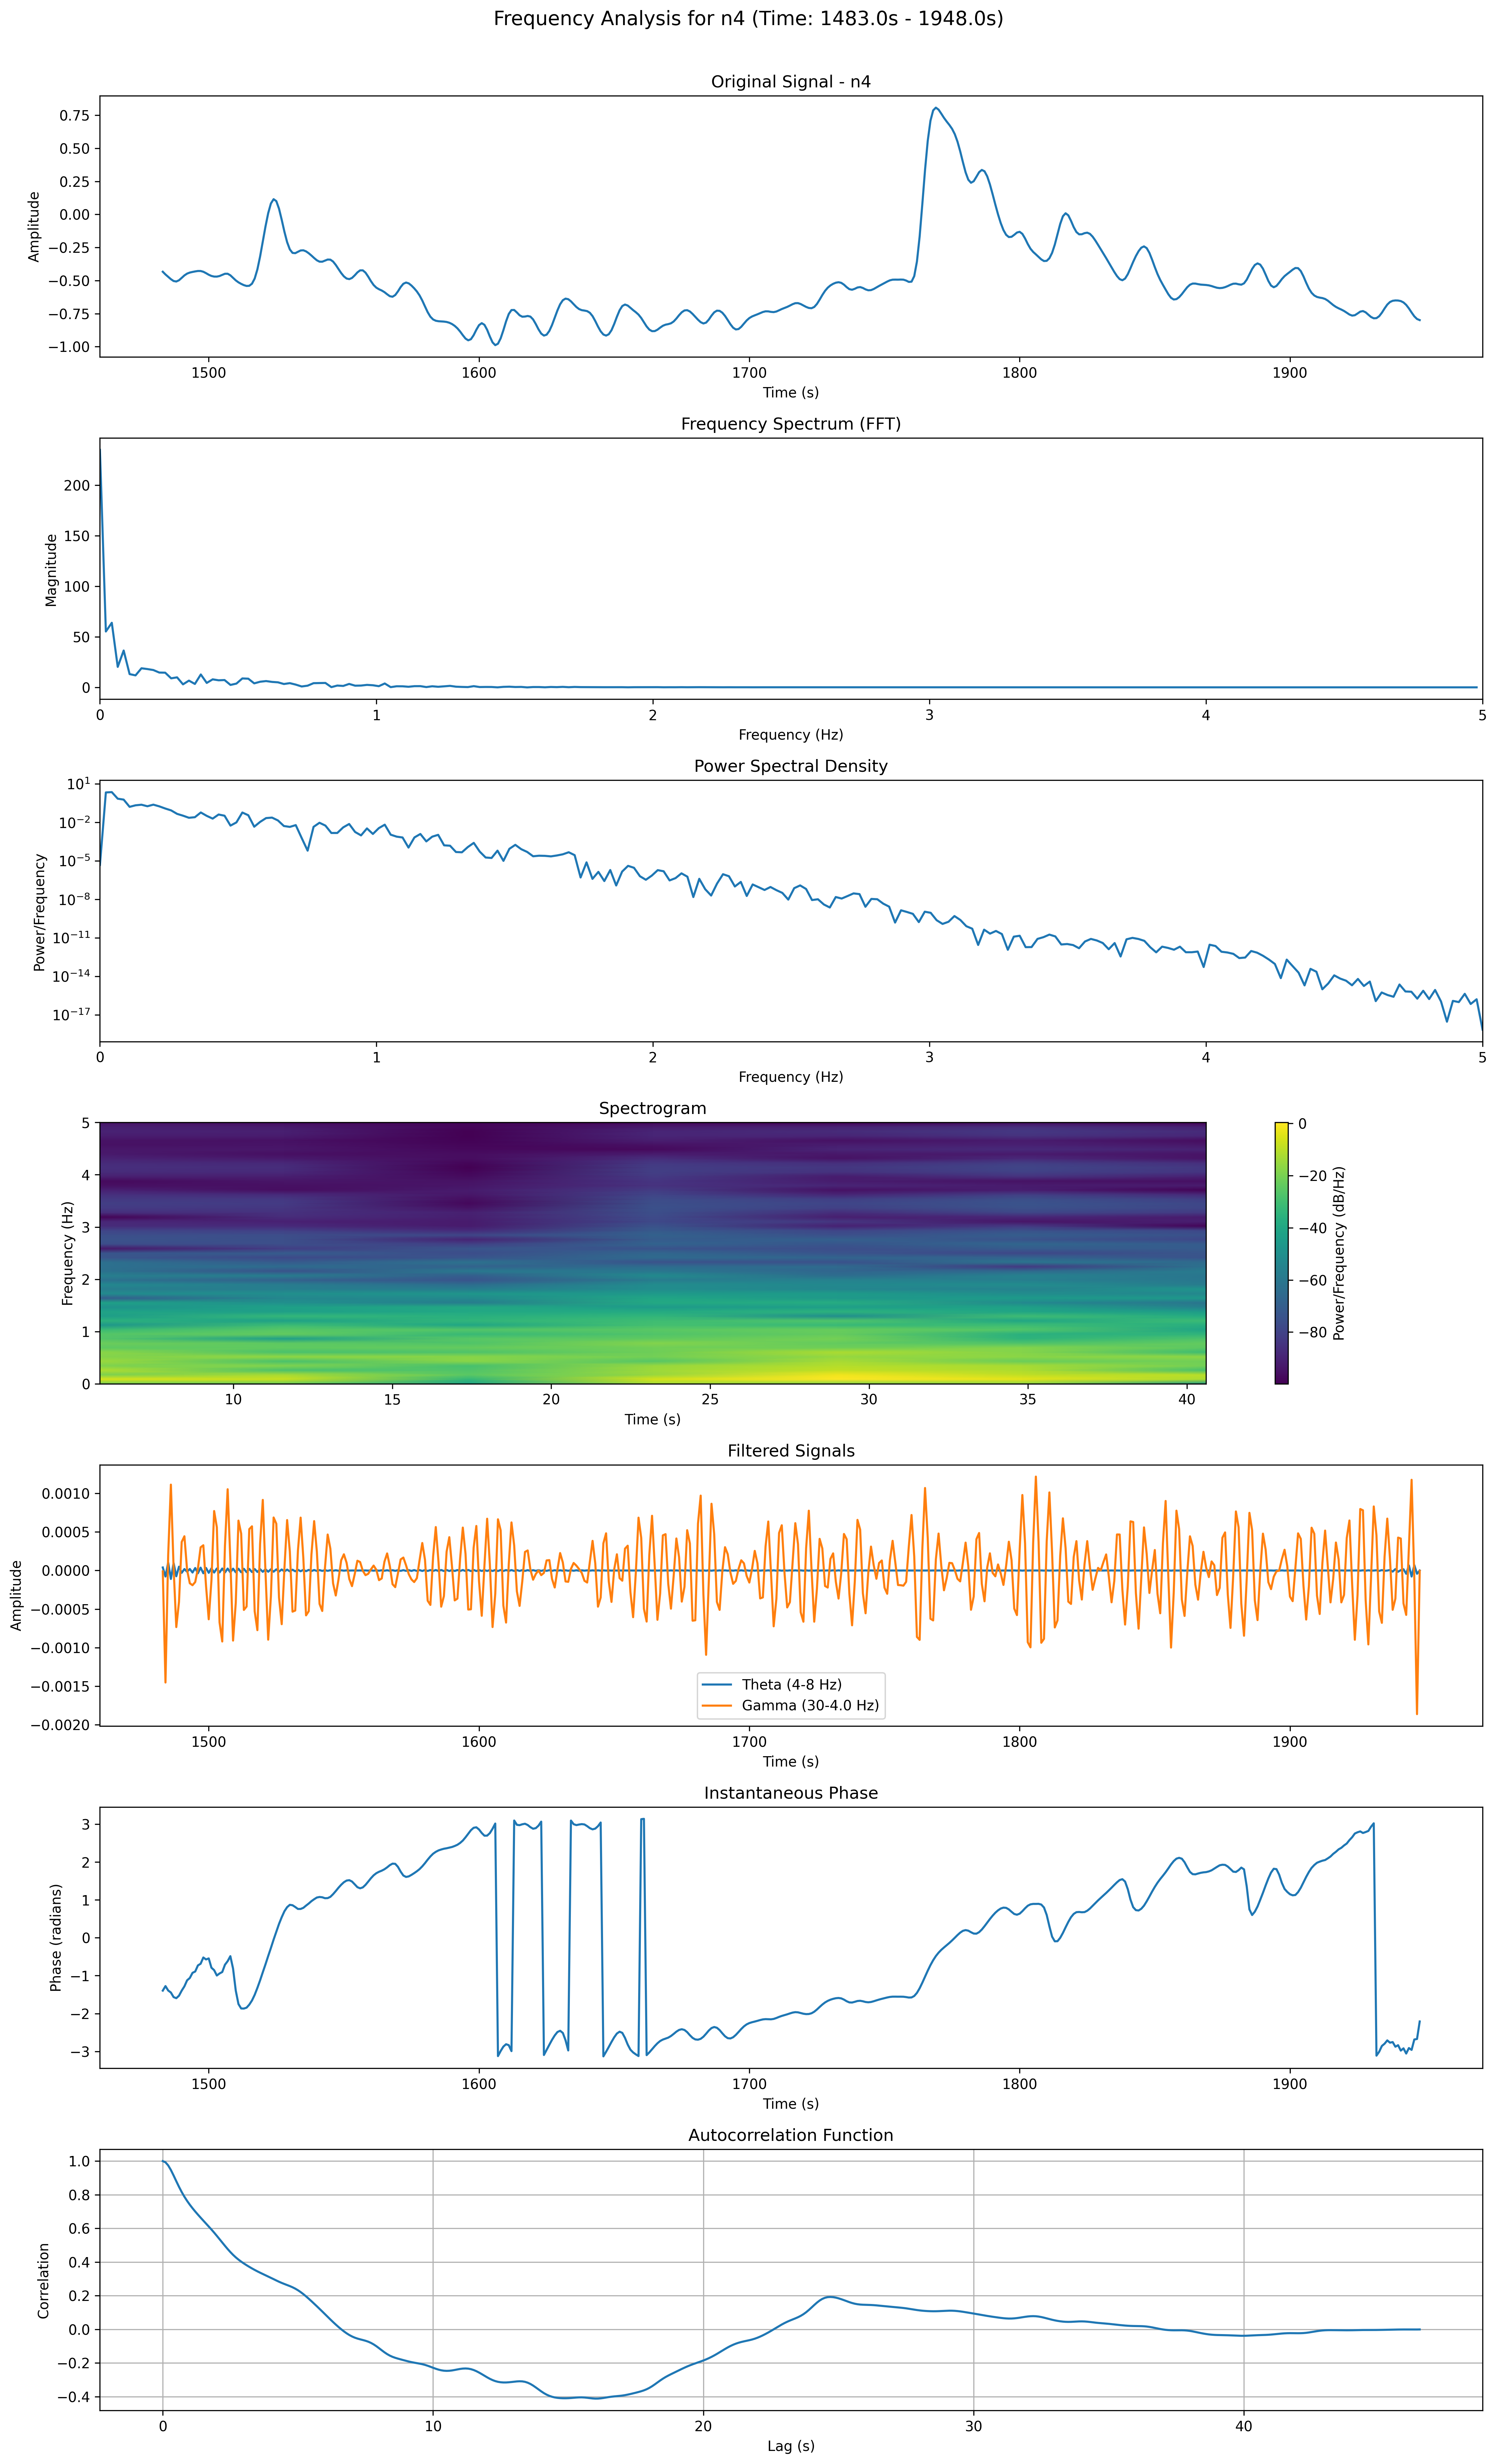 Frequency Analysis for n4 (Time: 1483.0s - 1948.0s)
Original Signal - n4
Amplitude
0.75
0.50
0.25
0.00
−0.25
−0.50
−0.75
−1.00
1500 1600 1700 1800 1900
Time (s)
Frequency Spectrum (FFT)
Magnitude
200
150
100
50
0
0 1 2 3 4 5
Frequency (Hz)
Power Spectral Density
Power/Frequency
10¹
10⁻²
10⁻⁵
10⁻⁸
10⁻¹¹
10⁻¹⁴
10⁻¹⁷
0 1 2 3 4 5
Frequency (Hz)
Spectrogram
Frequency (Hz)
5
4
3
2
1
0
10 15 20 25 30 35 40
Time (s)
0
−20
−40
−60
−80
Power/Frequency (dB/Hz)
Filtered Signals
Amplitude
0.0010
0.0005
0.0000
−0.0005
−0.0010
−0.0015
−0.0020
Theta (4-8 Hz)
Gamma (30-4.0 Hz)
1500 1600 1700 1800 1900
Time (s)
Instantaneous Phase
Phase (radians)
3
2
1
0
−1
−2
−3
1500 1600 1700 1800 1900
Time (s)
Autocorrelation Function
Correlation
1.0
0.8
0.6
0.4
0.2
0.0
−0.2
−0.4
0 10 20 30 40
Lag (s)